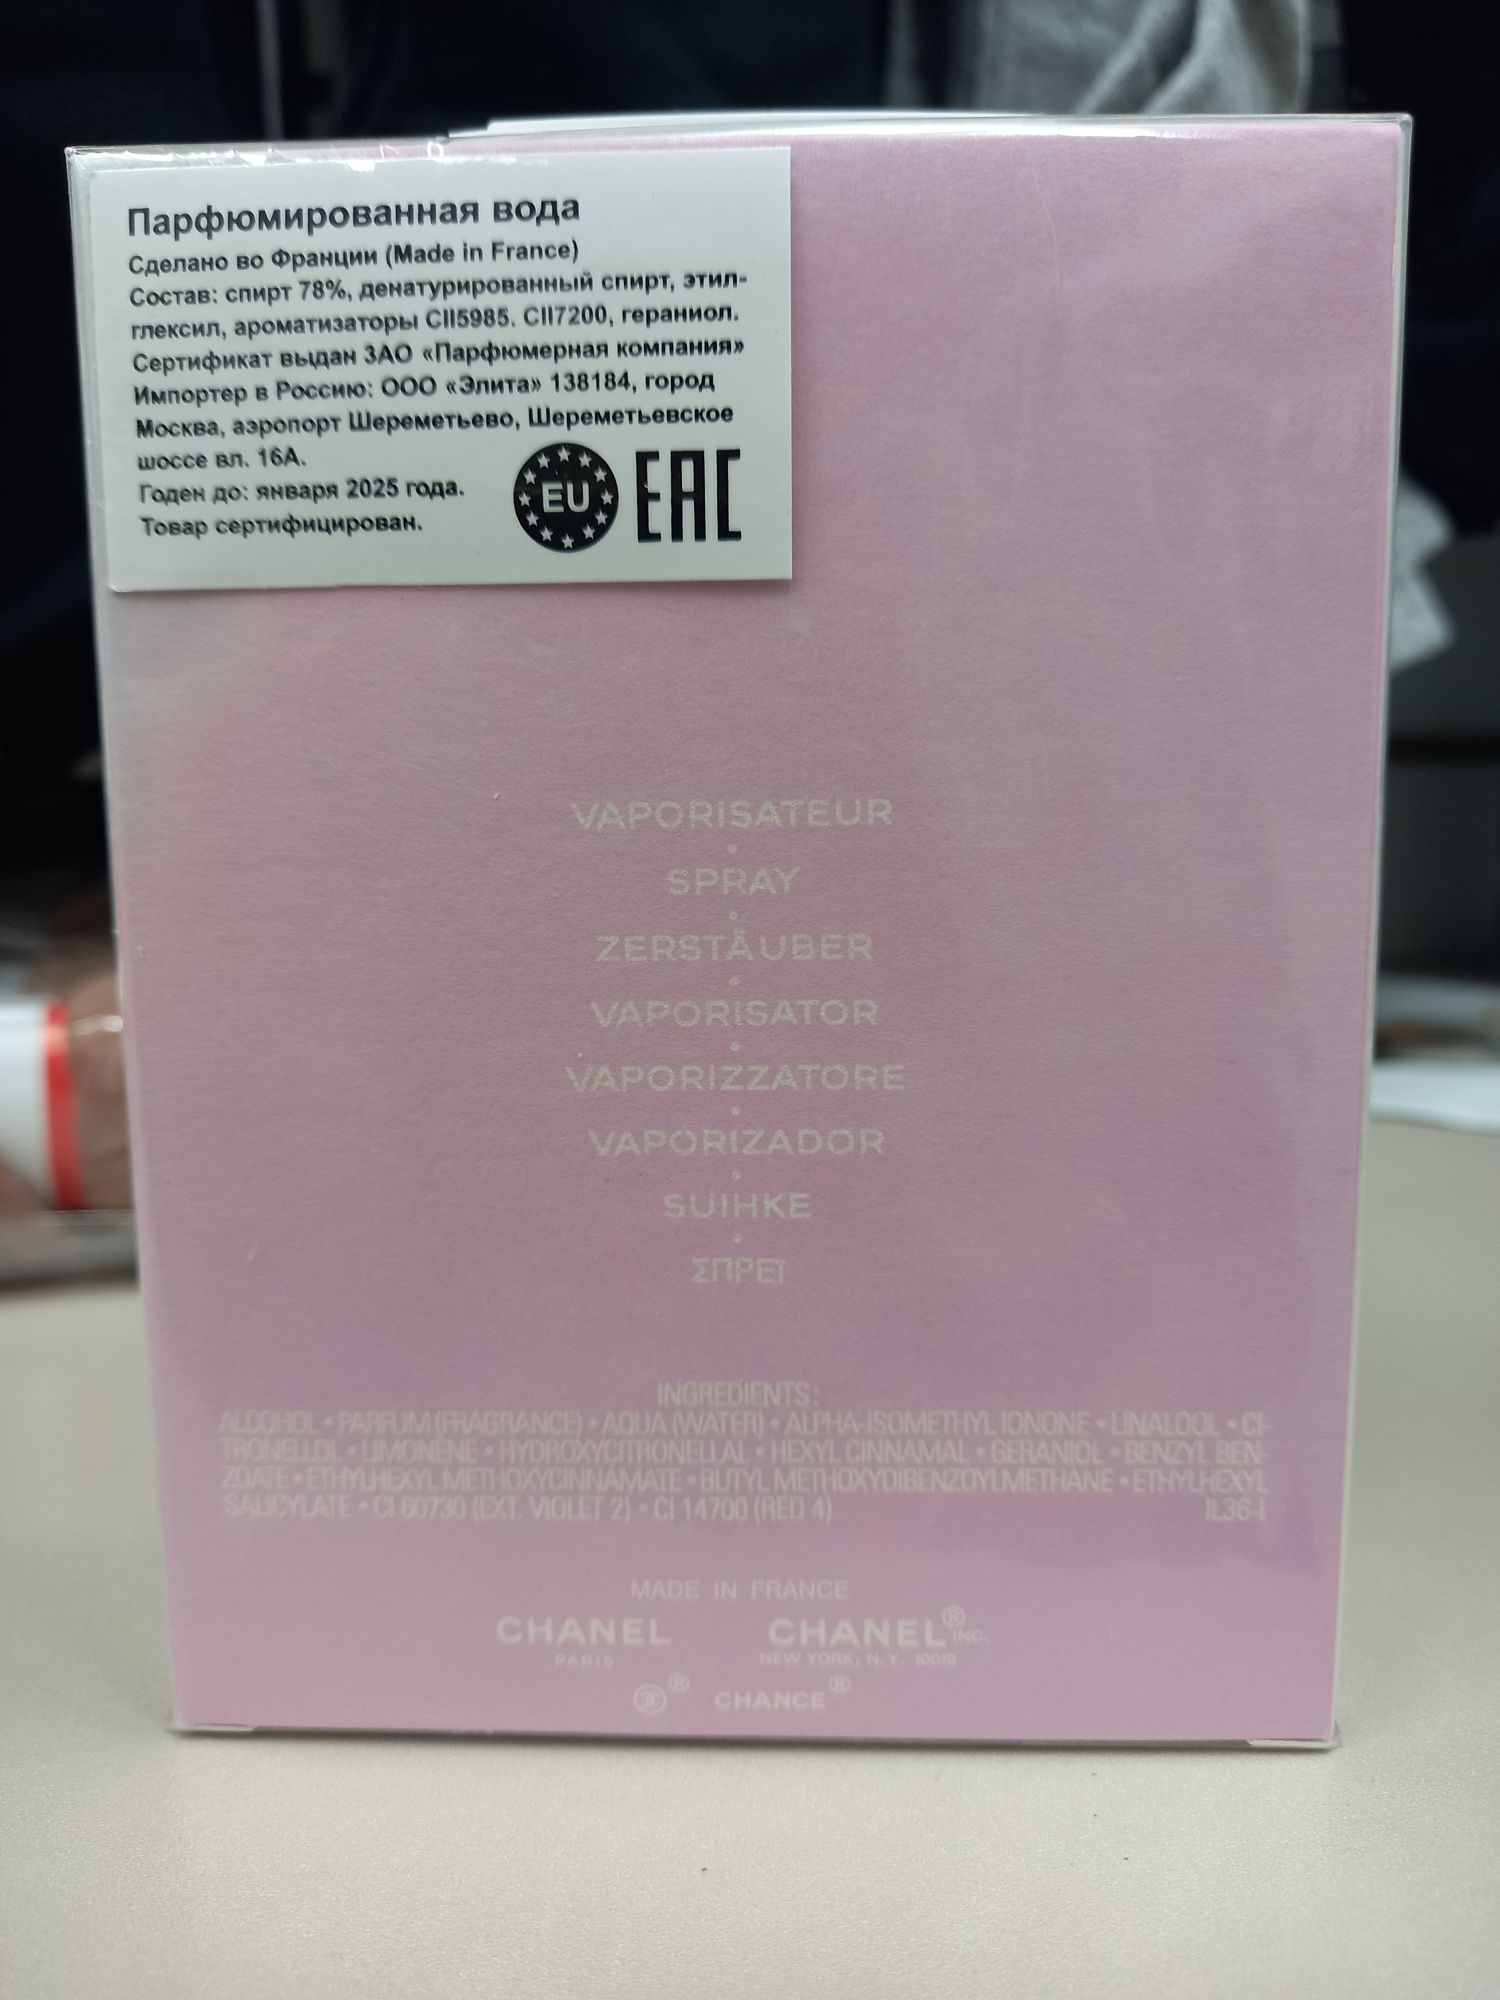 Парфюмированная вода
Сделано во Франции (Made in France)
Состав: спирт 78%, денатурированный спирт, этил-
глексил, ароматизаторы CII5985. CII7200, гераниол.
Сертификат выдан ЗАО «Парфюмерная компания»
Импортер в Россию: ООО «Элита» 138184, город
Москва, аэропорт Шереметьево, Шереметьевское
шоссе вл. 16А.
Годен до: января 2025 года.
Товар сертифицирован.
EU EAC
VAPORISATEUR
SPRAY
ZERSTÄUBER
VAPORISATOR
VAPORIZZATORE
VAPORIZADOR
SUIHKE
ΣΠΡΕΪ
INGREDIENTS:
ALCOHOL • PARFUM (FRAGRANCE) • AQUA (WATER) • ALPHA-ISOMETHYL IONONE • LINALOOL • CI-
TRONELLOL • LIMONENE • HYDROXYCITRONELLAL • HEXYL CINNAMAL • GERANIOL • BENZYL BEN-
ZOATE • ETHYLHEXYL METHOXYCINNAMATE • BUTYL METHOXYDIBENZOYLMETHANE • ETHYLHEXYL
SALICYLATE • CI 60730 (EXT. VIOLET 2) • CI 14700 (RED 4) IL36-I
MADE IN FRANCE
CHANEL CHANEL® INC.
PARIS NEW YORK, N.Y. 10019
® CHANCE®